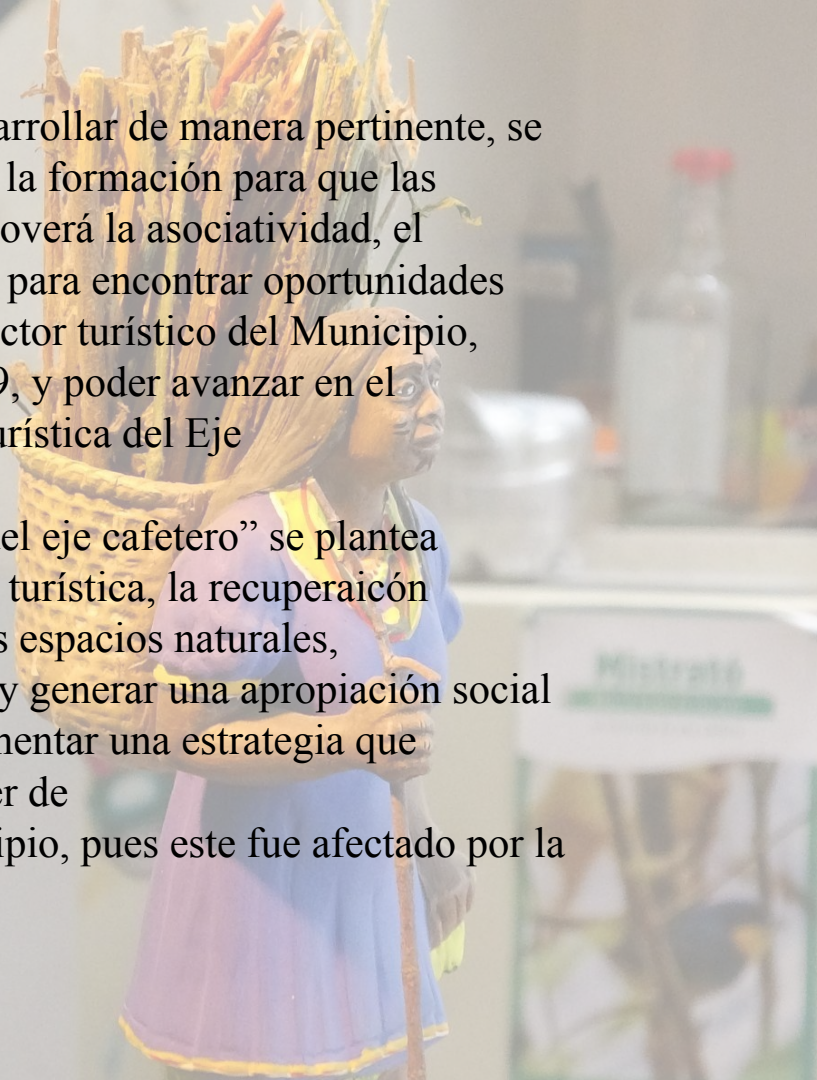 arrollar de manera pertinente, se
la formación para que las
overá la asociatividad, el
para encontrar oportunidades
ctor turístico del Municipio,
9, y poder avanzar en el
urística del Eje
el eje cafetero” se plantea
turística, la recuperaicón
s espacios naturales,
y generar una apropiación social
mentar una estrategia que
er de
ipio, pues este fue afectado por la
Mistrató